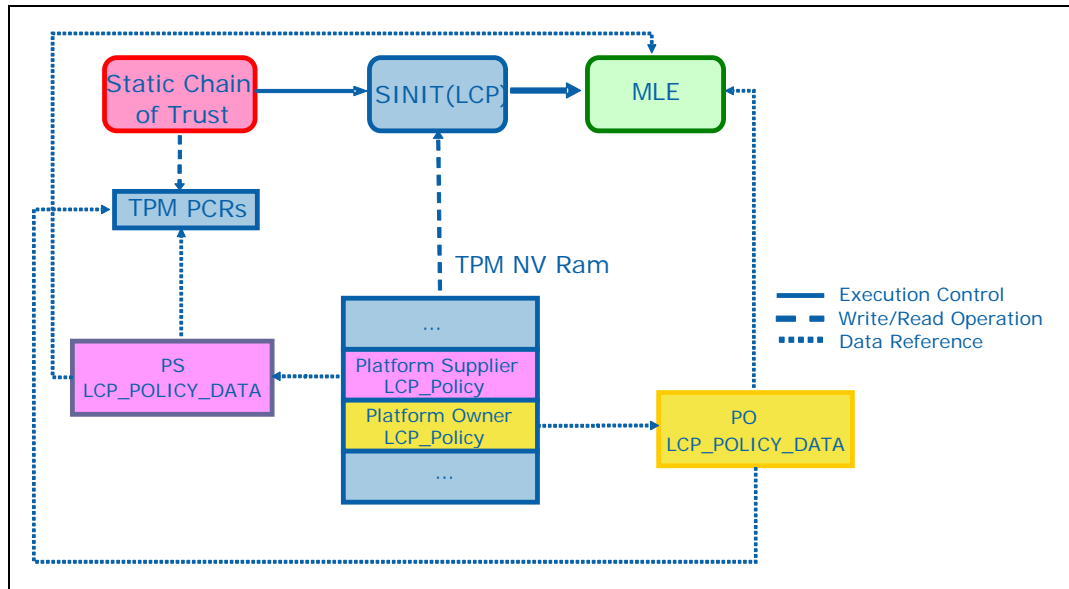 Static Chain
of Trust
SINIT(LCP)
MLE
TPM PCRs
TPM NV Ram
Execution Control
Write/Read Operation
Data Reference
...
Platform Supplier
LCP_Policy
Platform Owner
LCP_Policy
...
PS
LCP_POLICY_DATA
PO
LCP_POLICY_DATA